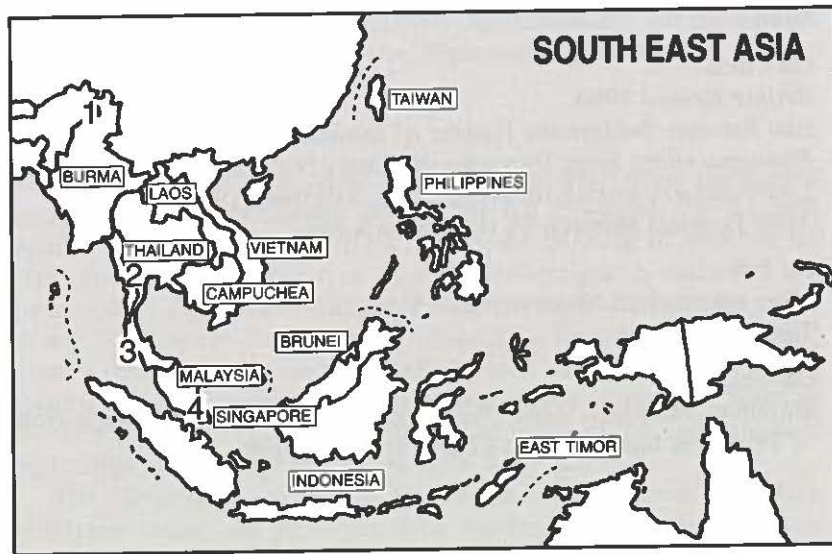 SOUTH EAST ASIA
1
TAIWAN
BURMA
LAOS
PHILIPPINES
THAILAND
VIETNAM
2
CAMPUCHEA
BRUNEI
3
MALAYSIA
4
SINGAPORE
EAST TIMOR
INDONESIA